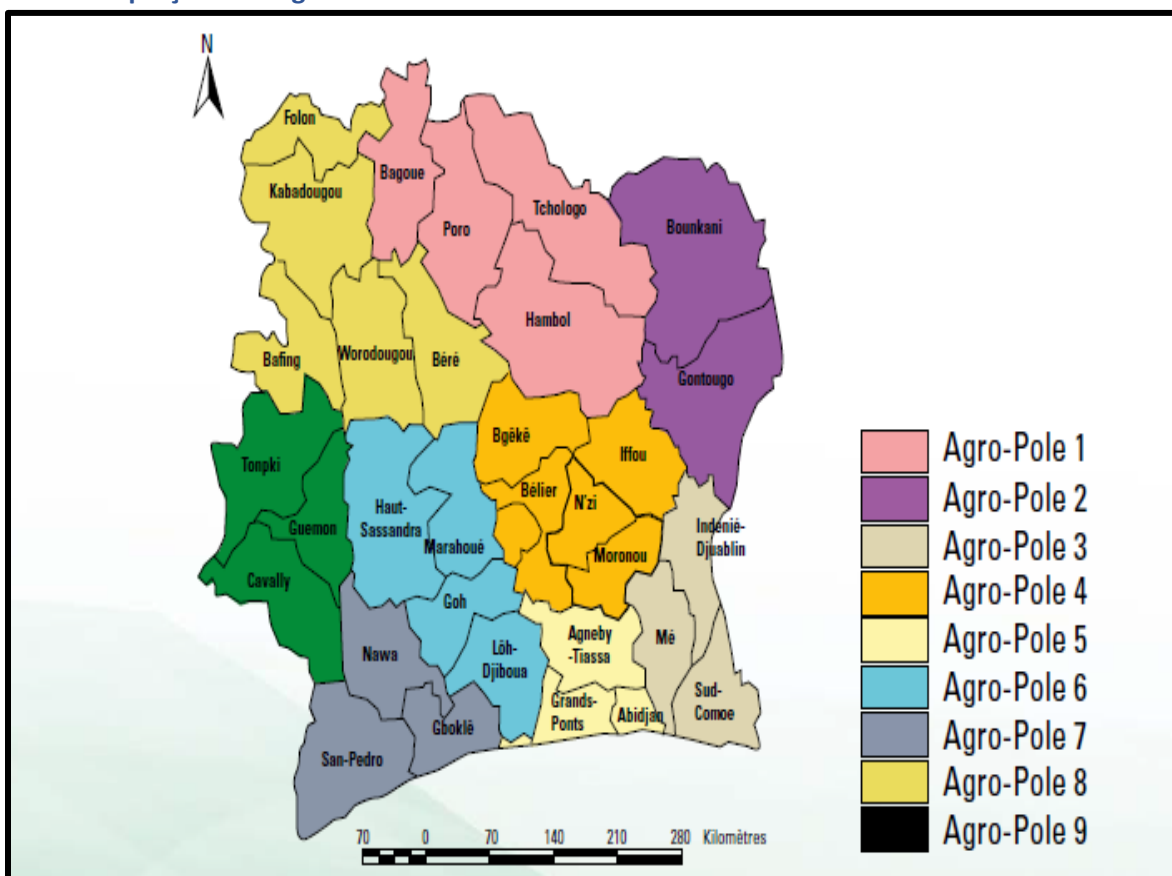 N
Folon
Kabadougou
Bagoue
Poro
Tchologo
Bounkani
Hambol
Gontougo
Bafing
Worodougou
Béré
Tonpki
Guemon
Cavally
Haut-
Sassandra
Marahoué
Bgêkê
Iffou
Bélier
N'zi
Moronou
Indénié-
Djuablin
Goh
Lôh-
Djiboua
Nawa
Gboklê
San-Pedro
Agneby
-Tiassa
Grands-
Ponts
Abidjan
Mé
Sud-
Comoe
Agro-Pole 1
Agro-Pole 2
Agro-Pole 3
Agro-Pole 4
Agro-Pole 5
Agro-Pole 6
Agro-Pole 7
Agro-Pole 8
Agro-Pole 9
70 0 70 140 210 280 Kilomètres